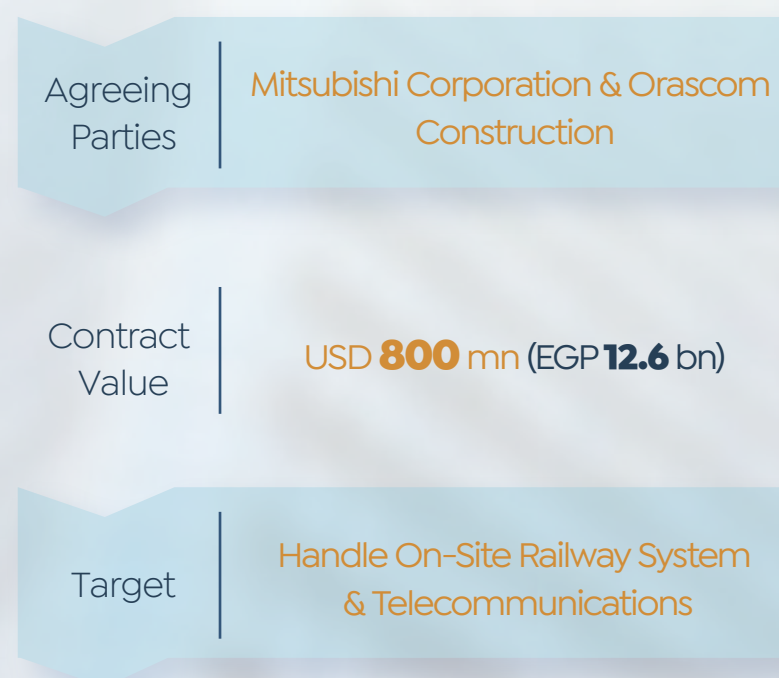 Agreeing
Parties
Mitsubishi Corporation & Orascom
Construction
Contract
Value
USD 800 mn (EGP 12.6 bn)
Target
Handle On-Site Railway System
& Telecommunications